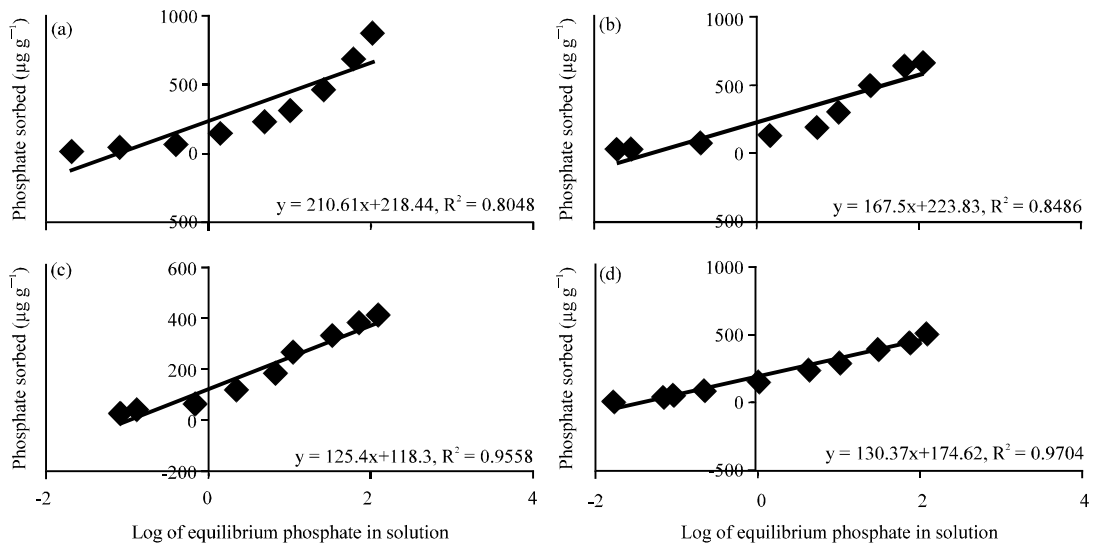 (a)
Phosphate sorbed (µg g⁻¹)
1000
500
0
500
y = 210.61x+218.44, R² = 0.8048
(b)
Phosphate sorbed (µg g⁻¹)
1000
500
0
500
y = 167.5x+223.83, R² = 0.8486
(c)
Phosphate sorbed (µg g⁻¹)
600
400
200
0
-200
y = 125.4x+118.3, R² = 0.9558
-2
0
2
4
Log of equilibrium phosphate in solution
(d)
Phosphate sorbed (µg g⁻¹)
1000
500
0
-500
y = 130.37x+174.62, R² = 0.9704
-2
0
2
4
Log of equilibrium phosphate in solution